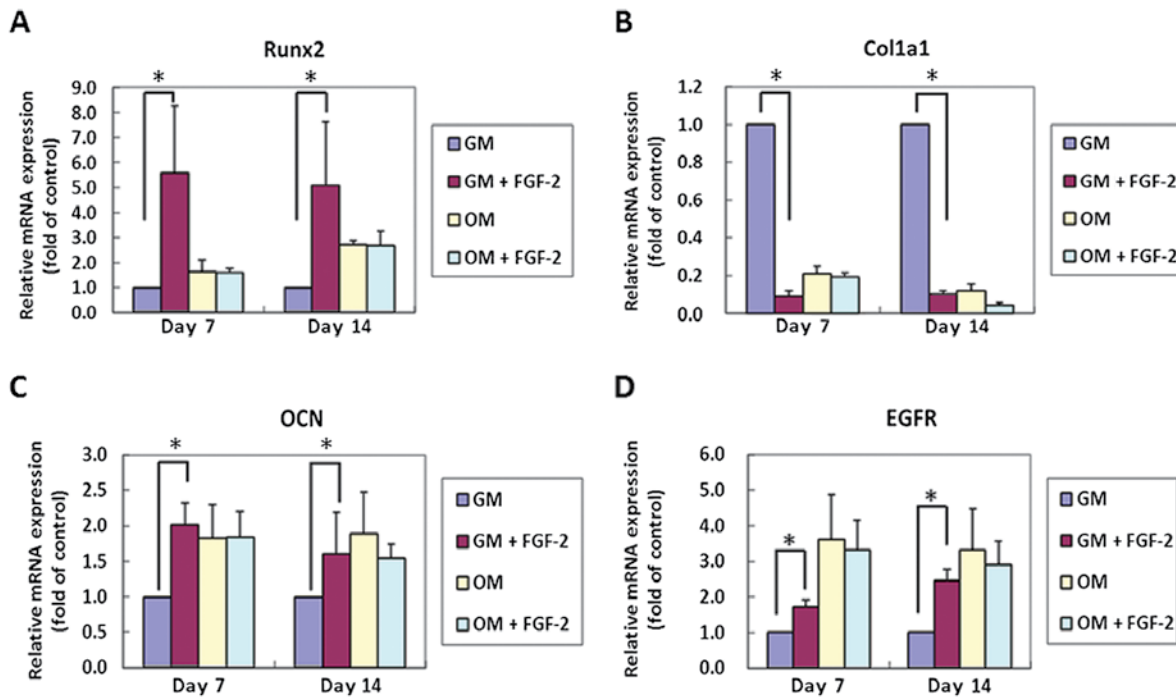 A
Runx2
Relative mRNA expression
(fold of control)
9.0
8.0
7.0
6.0
5.0
4.0
3.0
2.0
1.0
0.0
*
*
Day 7
Day 14
GM
GM + FGF-2
OM
OM + FGF-2
B
Col1a1
Relative mRNA expression
(fold of control)
1.2
1.0
0.8
0.6
0.4
0.2
0.0
*
*
Day 7
Day 14
GM
GM + FGF-2
OM
OM + FGF-2
C
OCN
Relative mRNA expression
(fold of control)
3.0
2.5
2.0
1.5
1.0
0.5
0.0
*
*
Day 7
Day 14
GM
GM + FGF-2
OM
OM + FGF-2
D
EGFR
Relative mRNA expression
(fold of control)
6.0
5.0
4.0
3.0
2.0
1.0
0.0
*
*
Day 7
Day 14
GM
GM + FGF-2
OM
OM + FGF-2